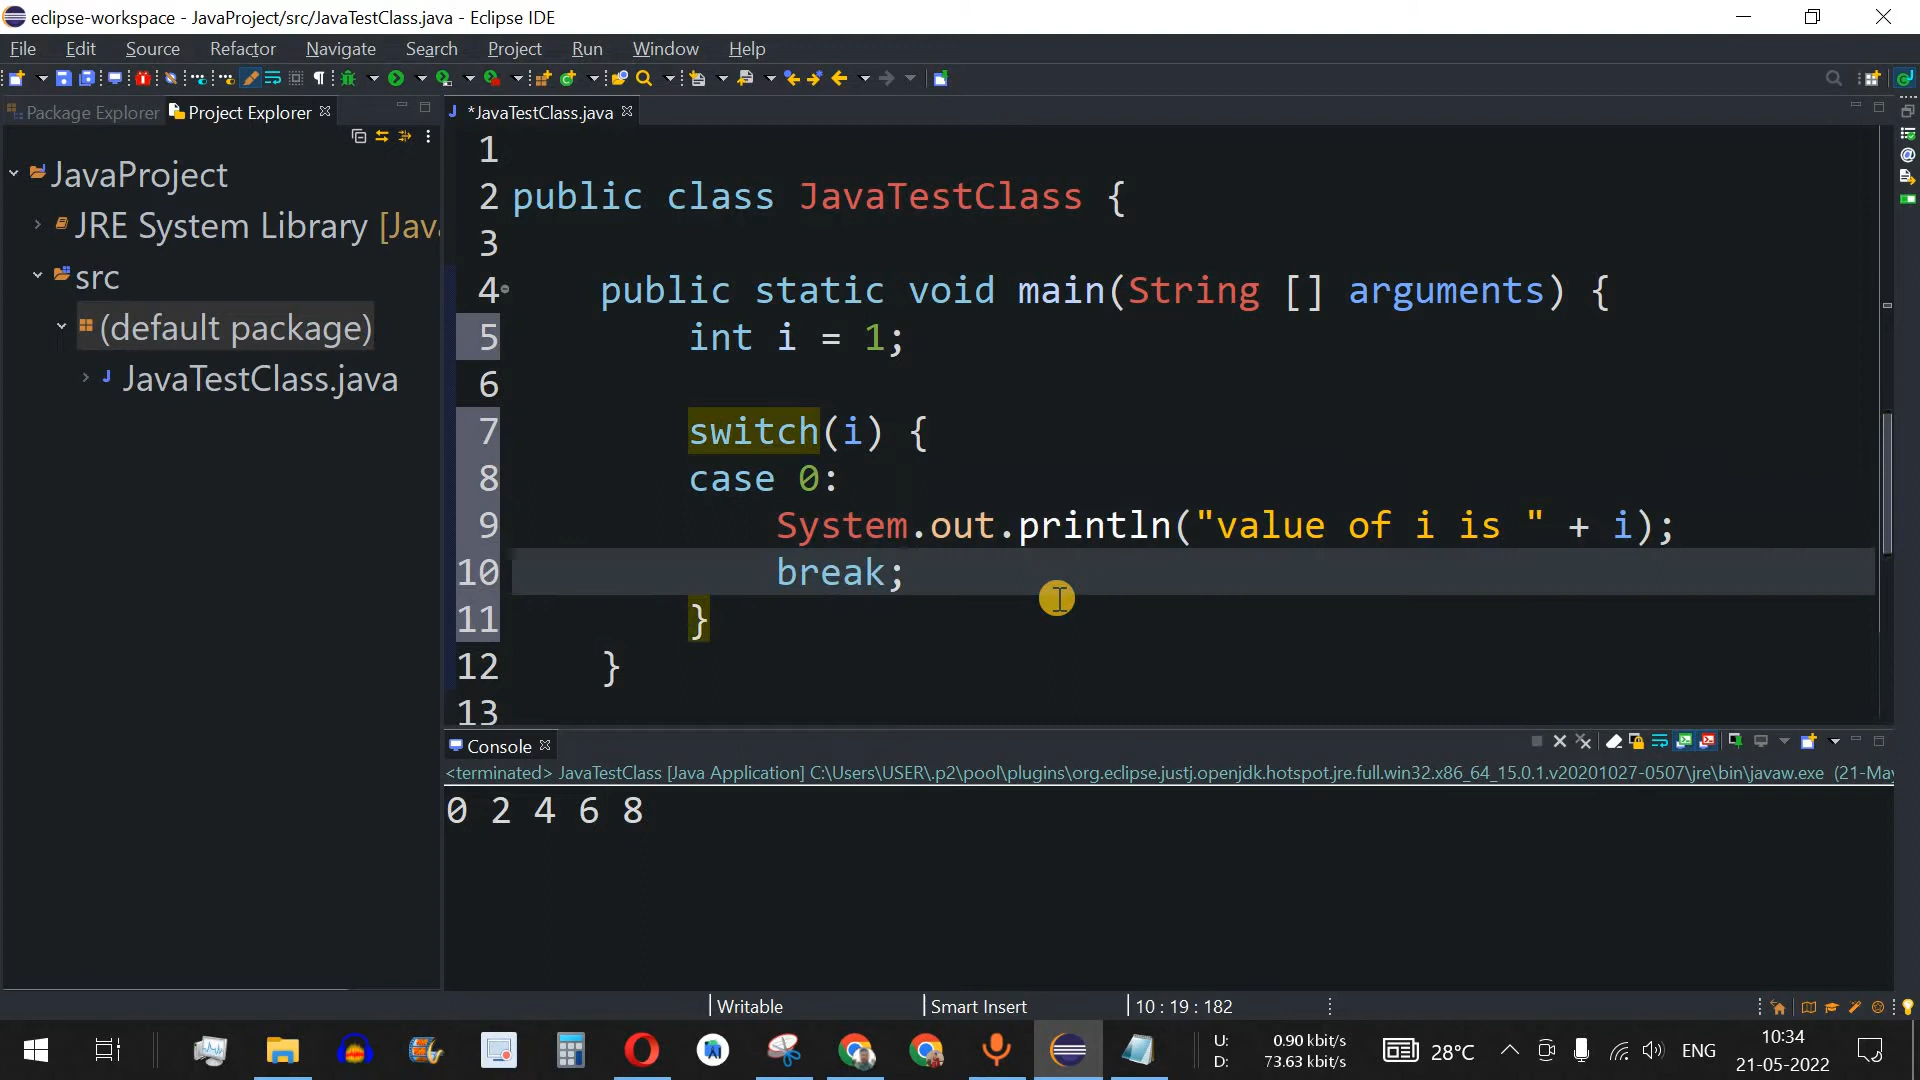 eclipse-workspace - JavaProject/src/JavaTestClass.java - Eclipse IDE
File Edit Source Refactor Navigate Search Project Run Window Help
Package Explorer Project Explorer *JavaTestClass.java
JavaProject
JRE System Library [Jav
src
(default package)
JavaTestClass.java
1
2 public class JavaTestClass {
3
4 public static void main(String [] arguments) {
5 int i = 1;
6
7 switch(i) {
8 case 0:
9 System.out.println("value of i is " + i);
10 break;
11 }
12 }
13
Console
<terminated> JavaTestClass [Java Application] C:\Users\USER\.p2\pool\plugins\org.eclipse.justj.openjdk.hotspot.jre.full.win32.x86_64_15.0.1.v20201027-0507\jre\bin\javaw.exe (21-May
0 2 4 6 8
Writable Smart Insert 10 : 19 : 182
U: 0.90 kbit/s
D: 73.63 kbit/s
28°C
ENG
10:34
21-05-2022